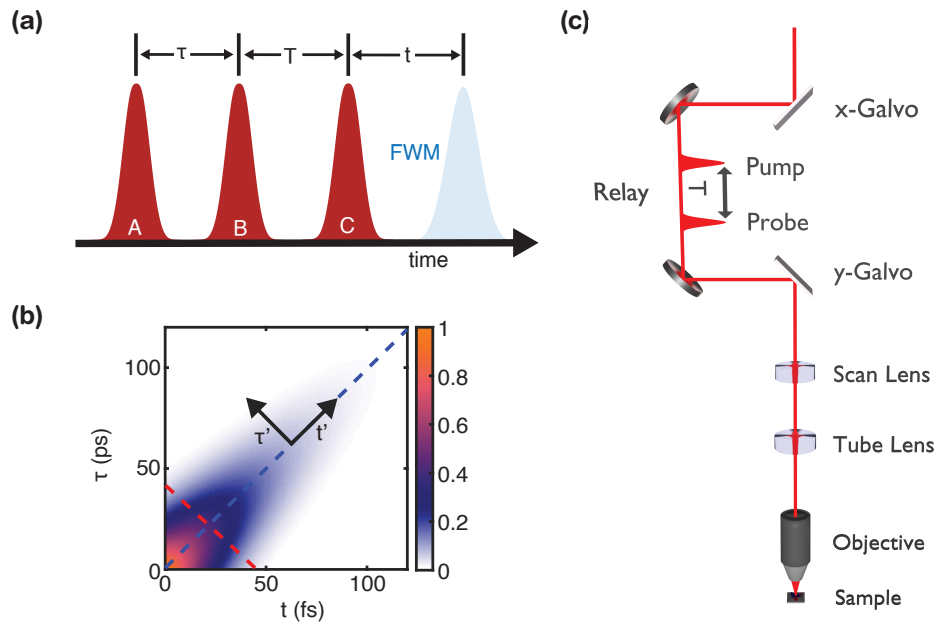 (a)
τ
T
t
FWM
A
B
C
time
(b)
τ (ps)
100
50
0
τ'
t'
0
50
100
t (fs)
1
0.8
0.6
0.4
0.2
0
(c)
x-Galvo
Pump
T
Relay
Probe
y-Galvo
Scan Lens
Tube Lens
Objective
Sample